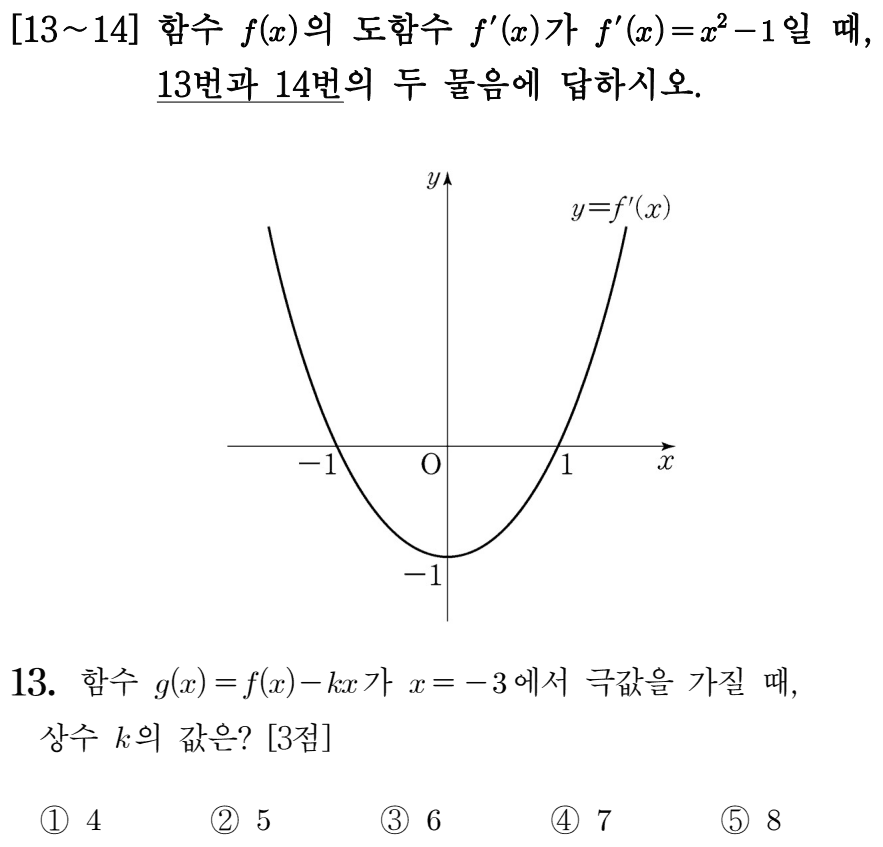 [13~14] 함수 f(x)의 도함수 f′(x)가 f′(x)=x²-1일 때,
13번과 14번의 두 물음에 답하시오.
y
y=f′(x)
-1
O
1
x
-1
13. 함수 g(x)=f(x)-kx가 x=-3에서 극값을 가질 때,
상수 k의 값은? [3점]
① 4 ② 5 ③ 6 ④ 7 ⑤ 8